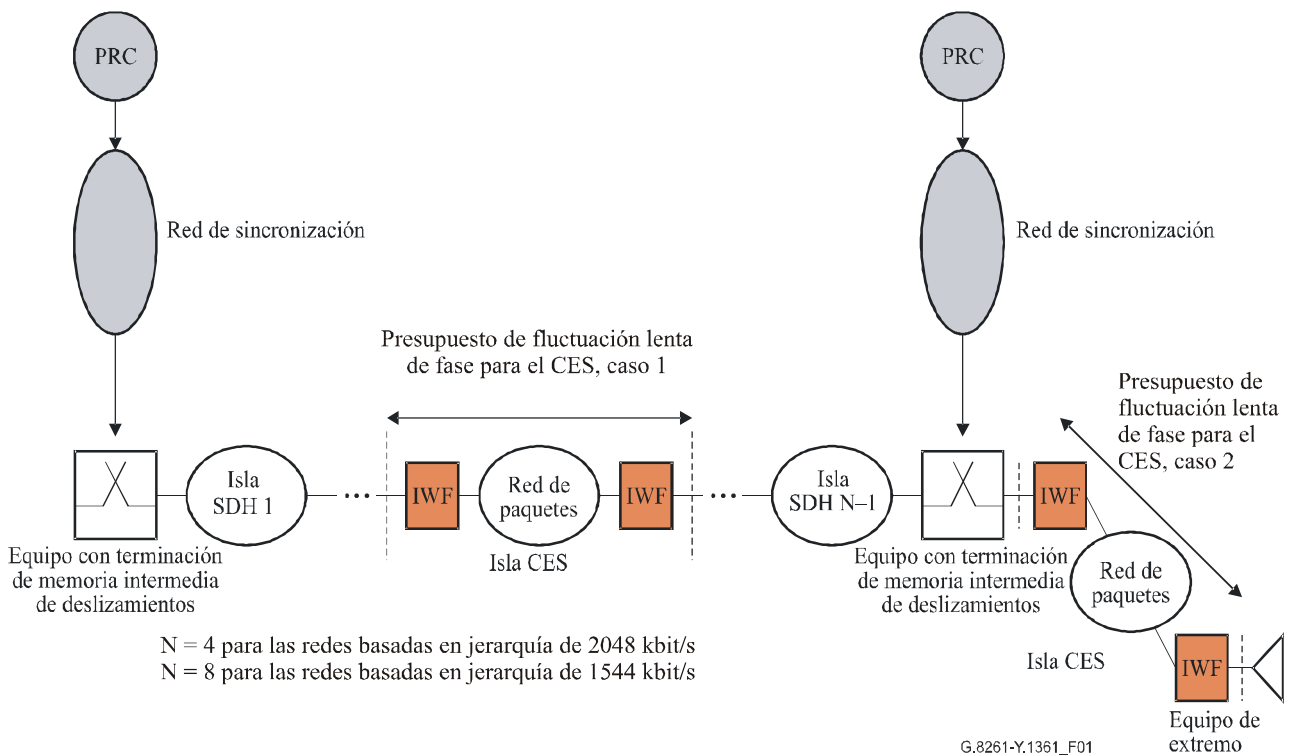 PRC
PRC
Red de sincronización
Red de sincronización
Presupuesto de fluctuación lenta
de fase para el CES, caso 1
Presupuesto de
fluctuación lenta
de fase para el
CES, caso 2
Isla
SDH 1
IWF
Red de
paquetes
IWF
Isla CES
Isla
SDH N–1
IWF
Equipo con terminación
de memoria intermedia
de deslizamientos
Equipo con terminación
de memoria intermedia
de deslizamientos
Red de
paquetes
N = 4 para las redes basadas en jerarquía de 2048 kbit/s
N = 8 para las redes basadas en jerarquía de 1544 kbit/s
Isla CES
IWF
Equipo de
extremo
G.8261-Y.1361_F01